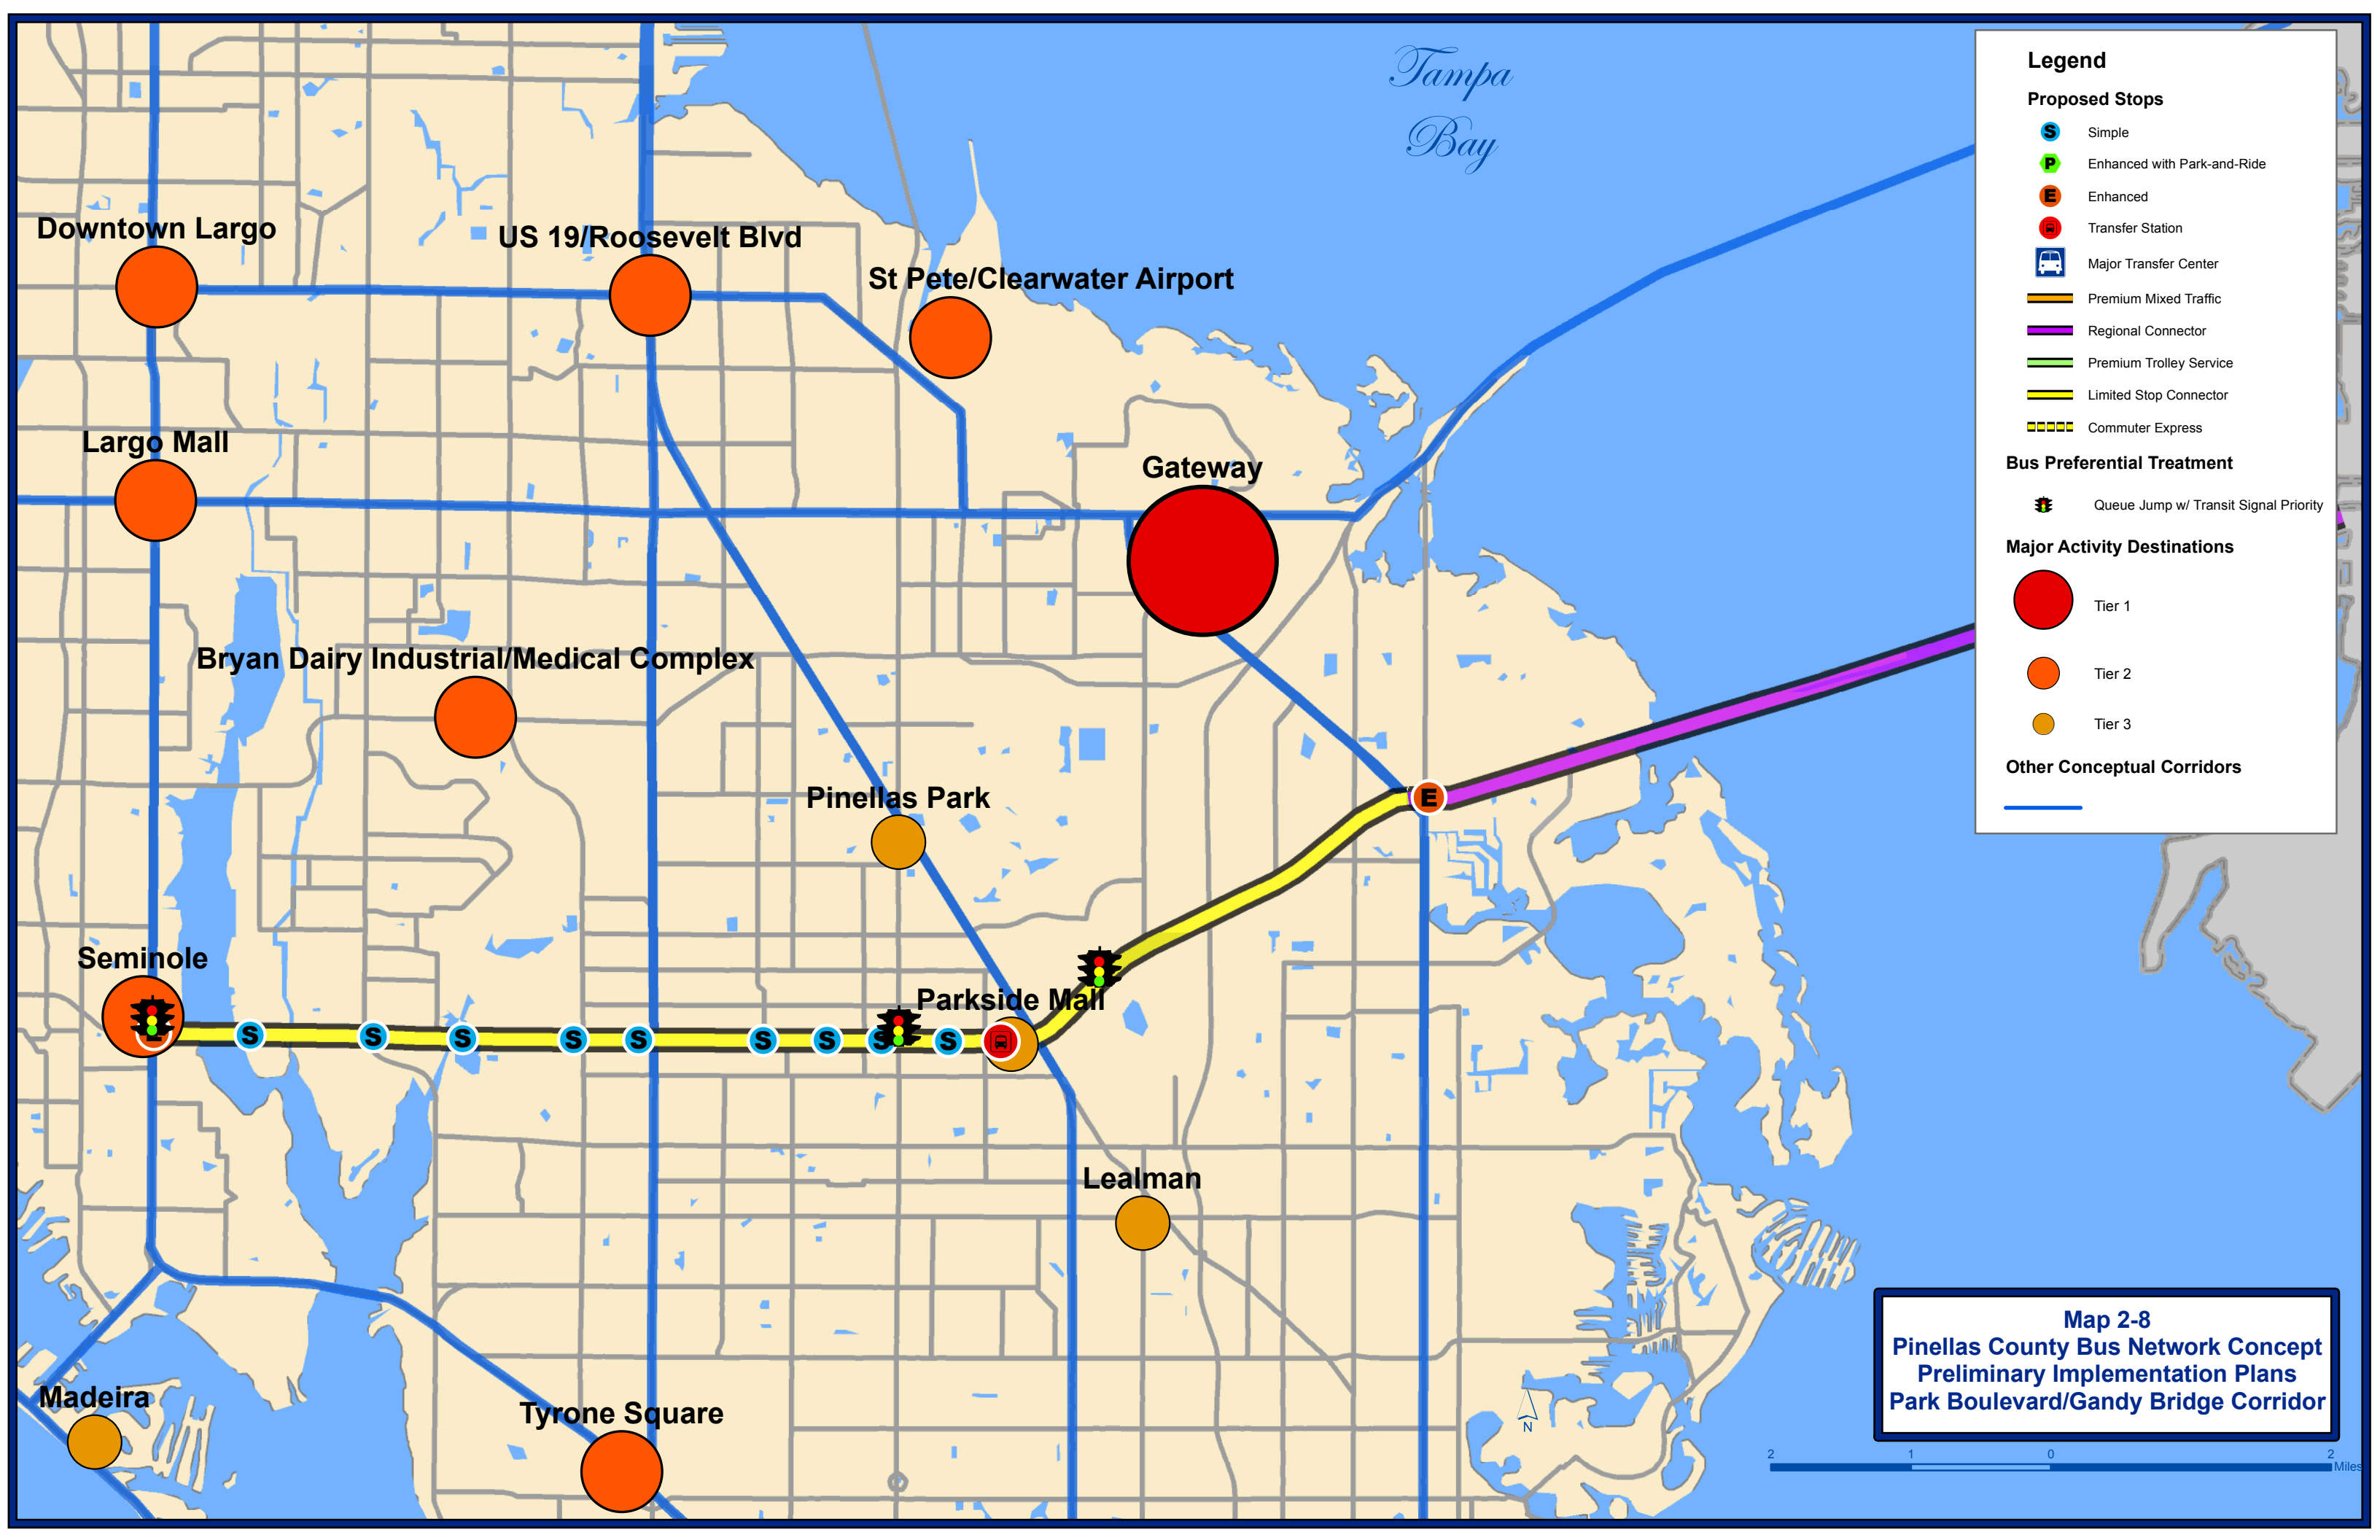 Tampa
Bay
Legend
Proposed Stops
S Simple
P Enhanced with Park-and-Ride
E Enhanced
Transfer Station
Major Transfer Center
Premium Mixed Traffic
Regional Connector
Premium Trolley Service
Limited Stop Connector
Commuter Express
Bus Preferential Treatment
Queue Jump w/ Transit Signal Priority
Major Activity Destinations
Tier 1
Tier 2
Tier 3
Other Conceptual Corridors
Downtown Largo
US 19/Roosevelt Blvd
St Pete/Clearwater Airport
Largo Mall
Gateway
Bryan Dairy Industrial/Medical Complex
Pinellas Park
E
Seminole
Parkside Mall
S
S
S
S
S
S
S
S
S
Lealman
Madeira
Tyrone Square
Map 2-8
Pinellas County Bus Network Concept
Preliminary Implementation Plans
Park Boulevard/Gandy Bridge Corridor
N
2 1 0 2
Miles